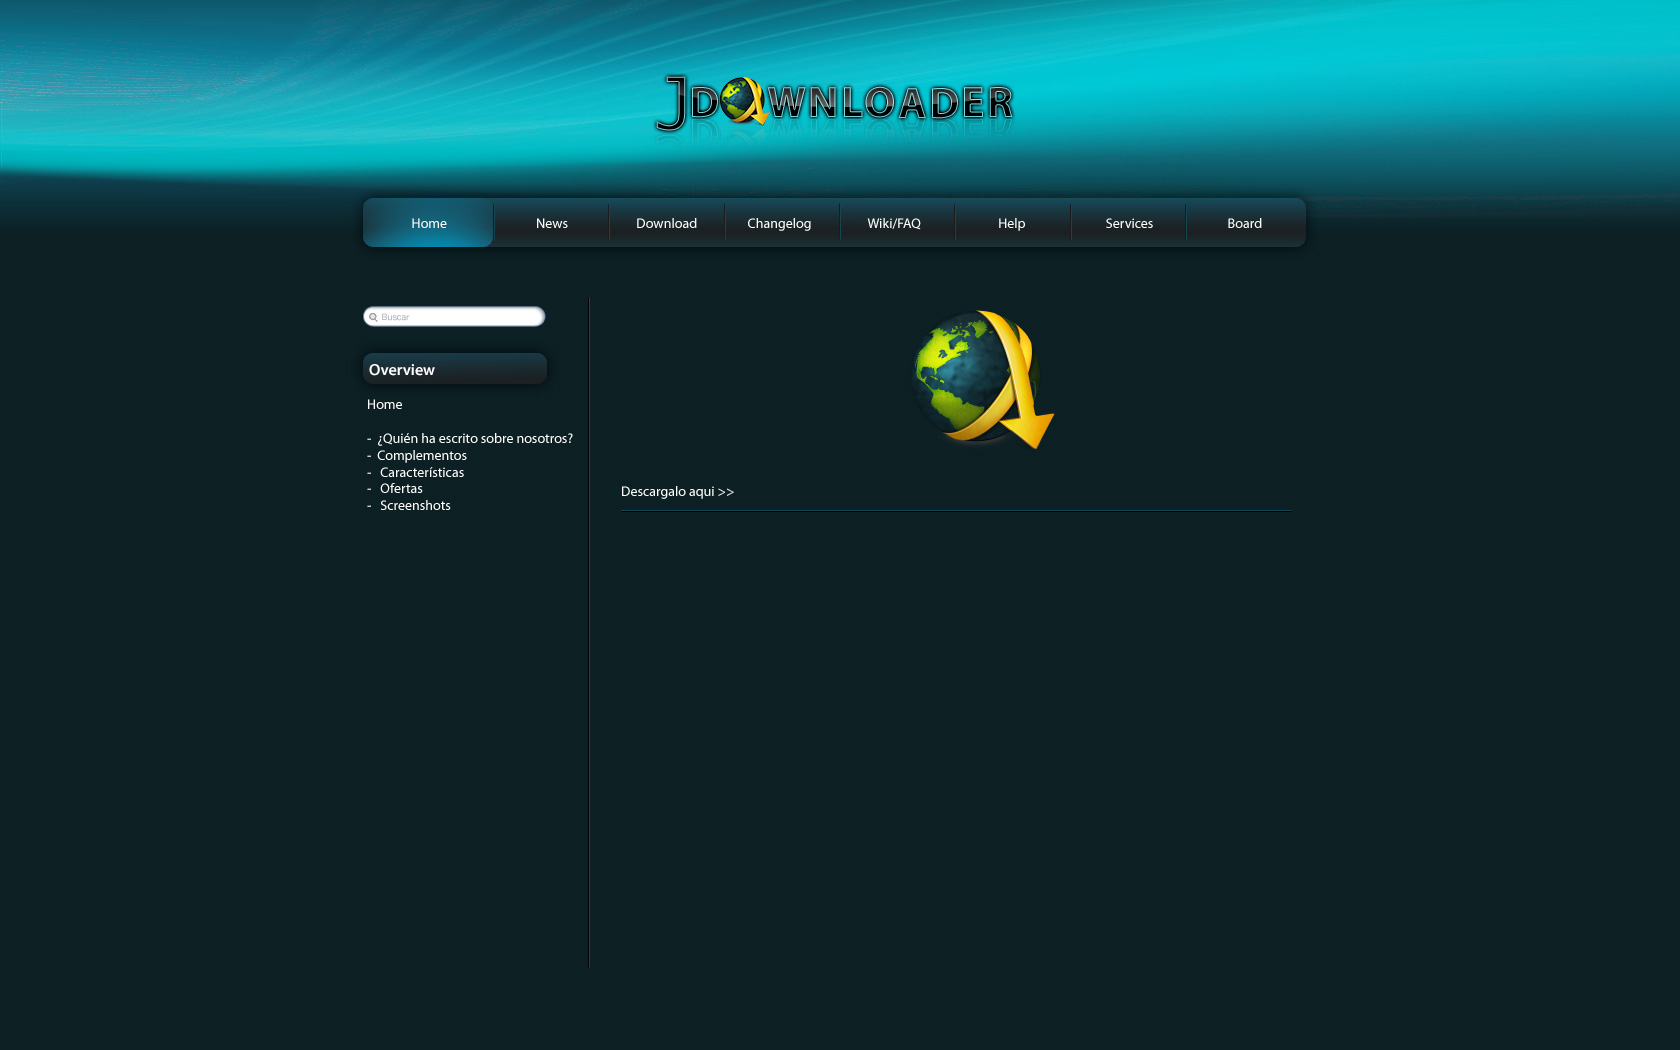 JDOWNLOADER
Home News Download Changelog Wiki/FAQ Help Services Board
Buscar
Overview
Home
- ¿Quién ha escrito sobre nosotros?
- Complementos
- Características
- Ofertas
- Screenshots
Descargalo aqui >>